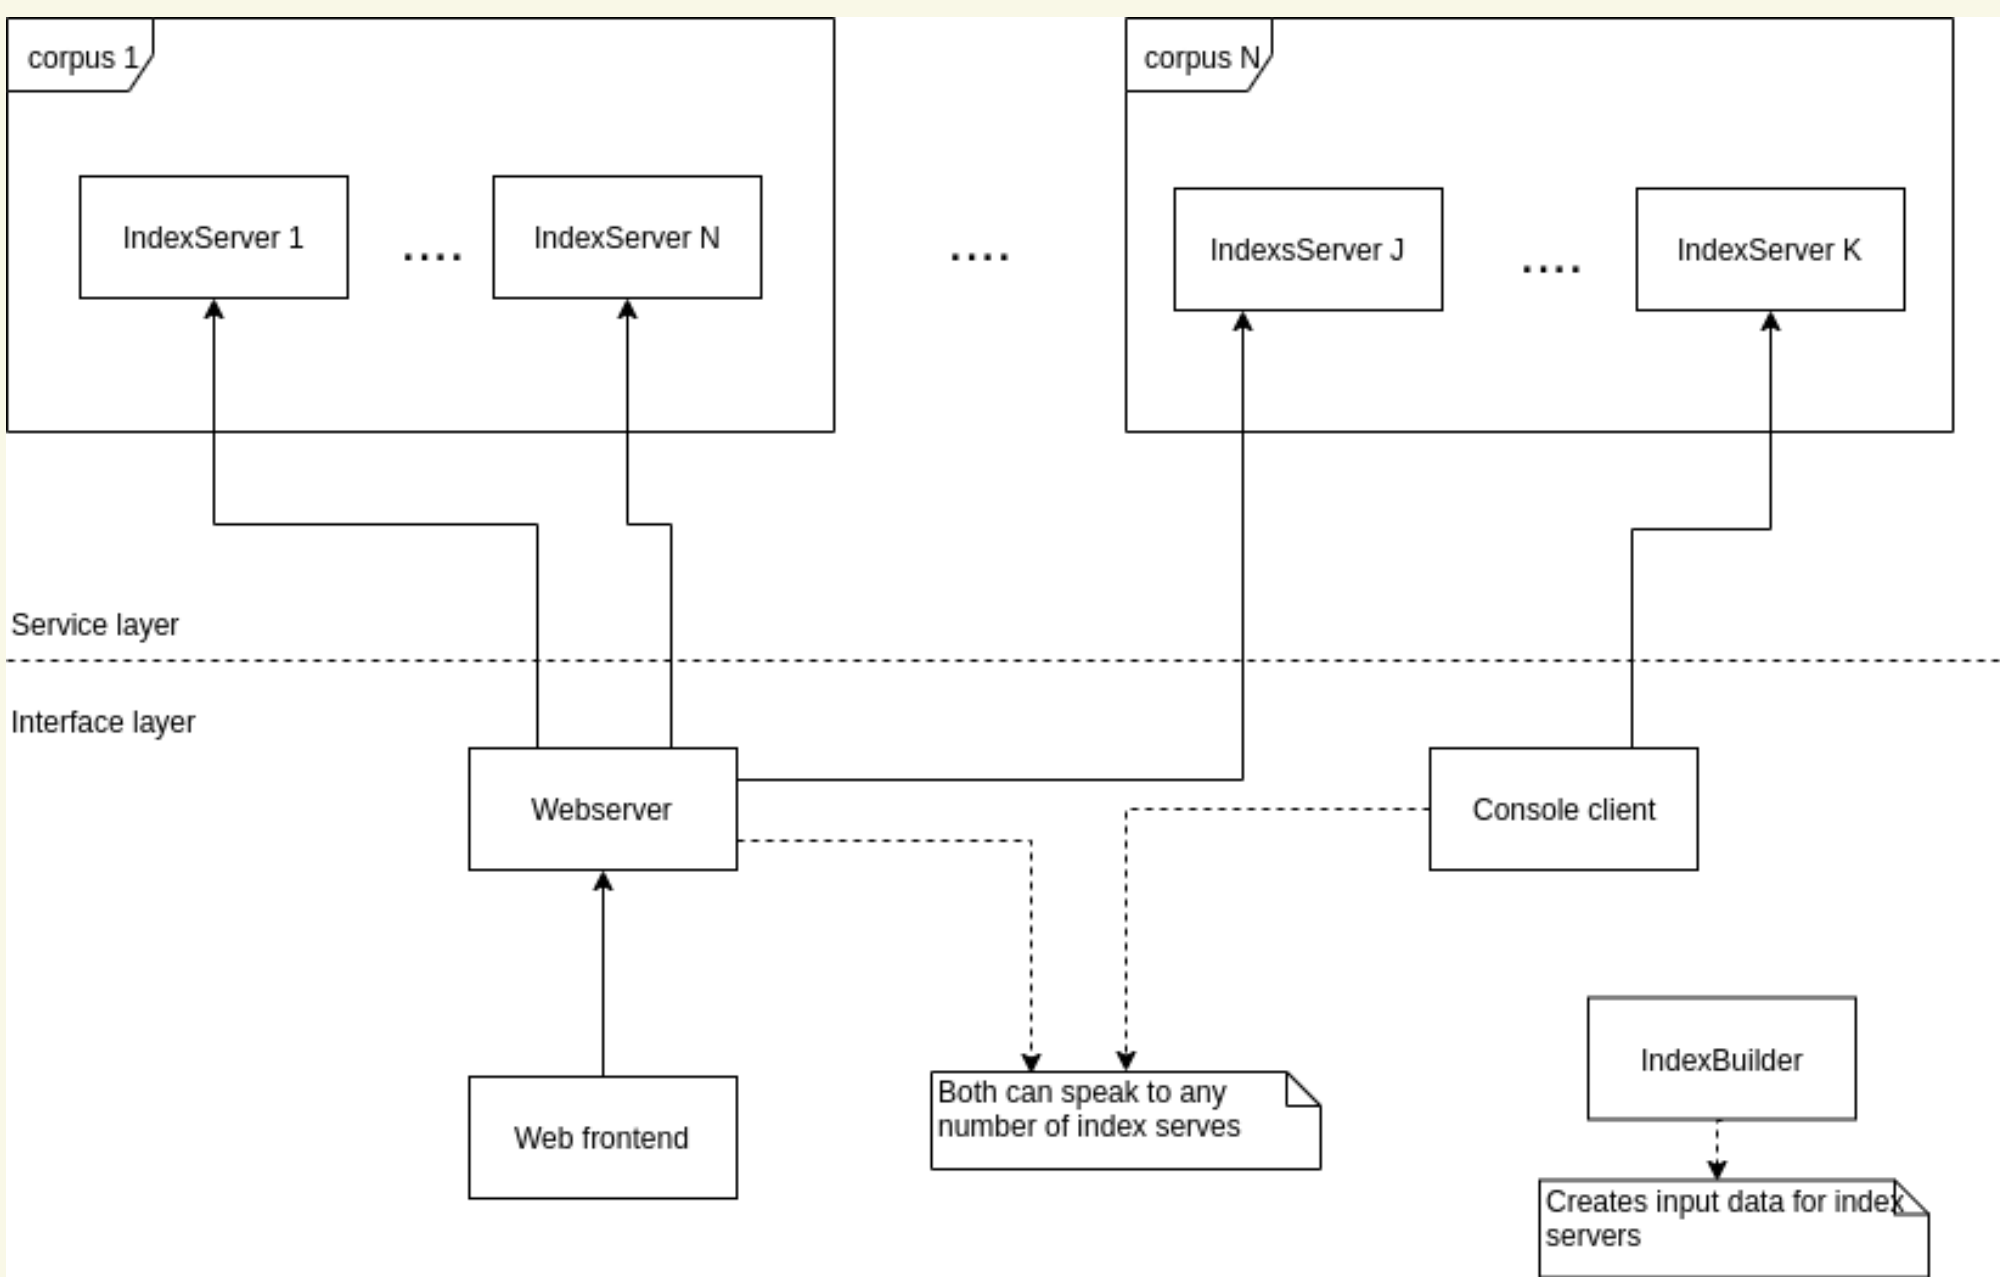 corpus 1
corpus N
IndexServer 1
....
IndexServer N
....
IndexsServer J
....
IndexServer K
Service layer
Interface layer
Webserver
Console client
Web frontend
Both can speak to any
number of index serves
IndexBuilder
Creates input data for index
servers